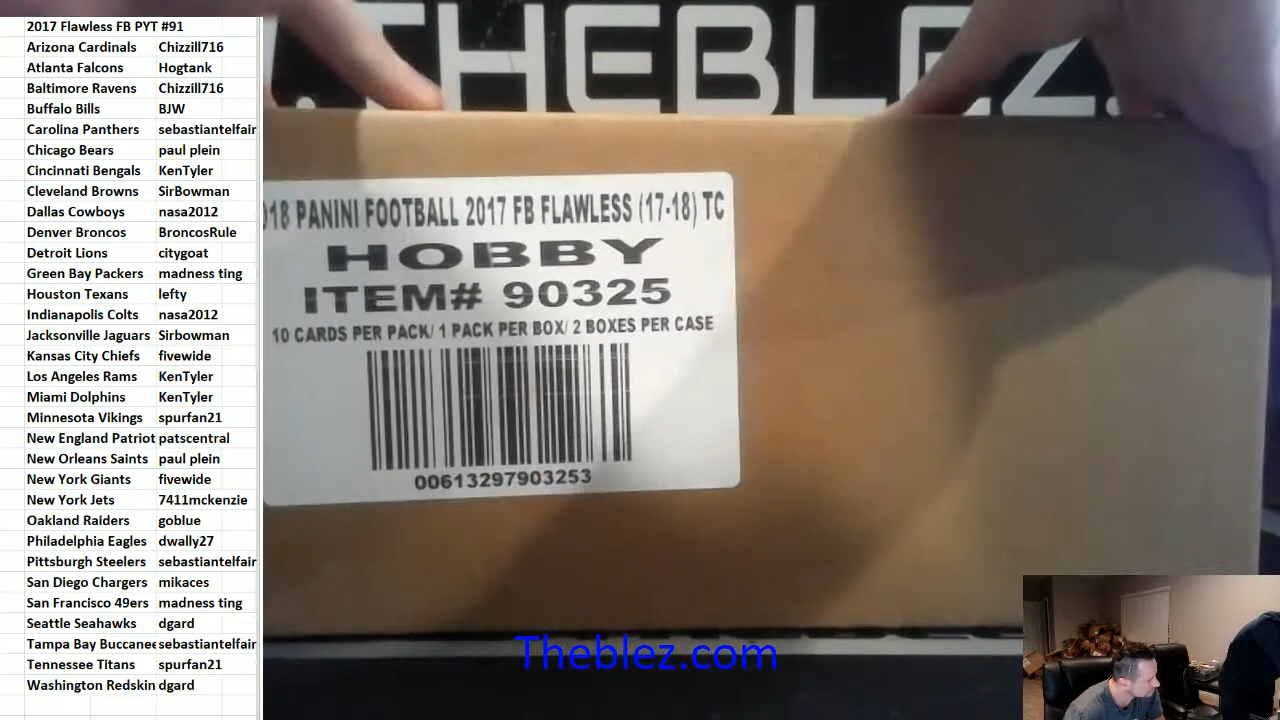 2017 Flawless FB PYT #91
Arizona Cardinals Chizzill716
Atlanta Falcons Hogtank
Baltimore Ravens Chizzill716
Buffalo Bills BJW
Carolina Panthers sebastiantelfair
Chicago Bears paul plein
Cincinnati Bengals KenTyler
Cleveland Browns SirBowman
Dallas Cowboys nasa2012
Denver Broncos BroncosRule
Detroit Lions citygoat
Green Bay Packers madness ting
Houston Texans lefty
Indianapolis Colts nasa2012
Jacksonville Jaguars Sirbowman
Kansas City Chiefs fivewide
Los Angeles Rams KenTyler
Miami Dolphins KenTyler
Minnesota Vikings spurfan21
New England Patriot patscentral
New Orleans Saints paul plein
New York Giants fivewide
New York Jets 7411mckenzie
Oakland Raiders goblue
Philadelphia Eagles dwally27
Pittsburgh Steelers sebastiantelfair
San Diego Chargers mikaces
San Francisco 49ers madness ting
Seattle Seahawks dgard
Tampa Bay Buccanee sebastiantelfair
Tennessee Titans spurfan21
Washington Redskin dgard
.THEBLEZ.
018 PANINI FOOTBALL 2017 FB FLAWLESS (17-18) TC
HOBBY
ITEM# 90325
10 CARDS PER PACK/ 1 PACK PER BOX/ 2 BOXES PER CASE
00613297903253
Theblez.com